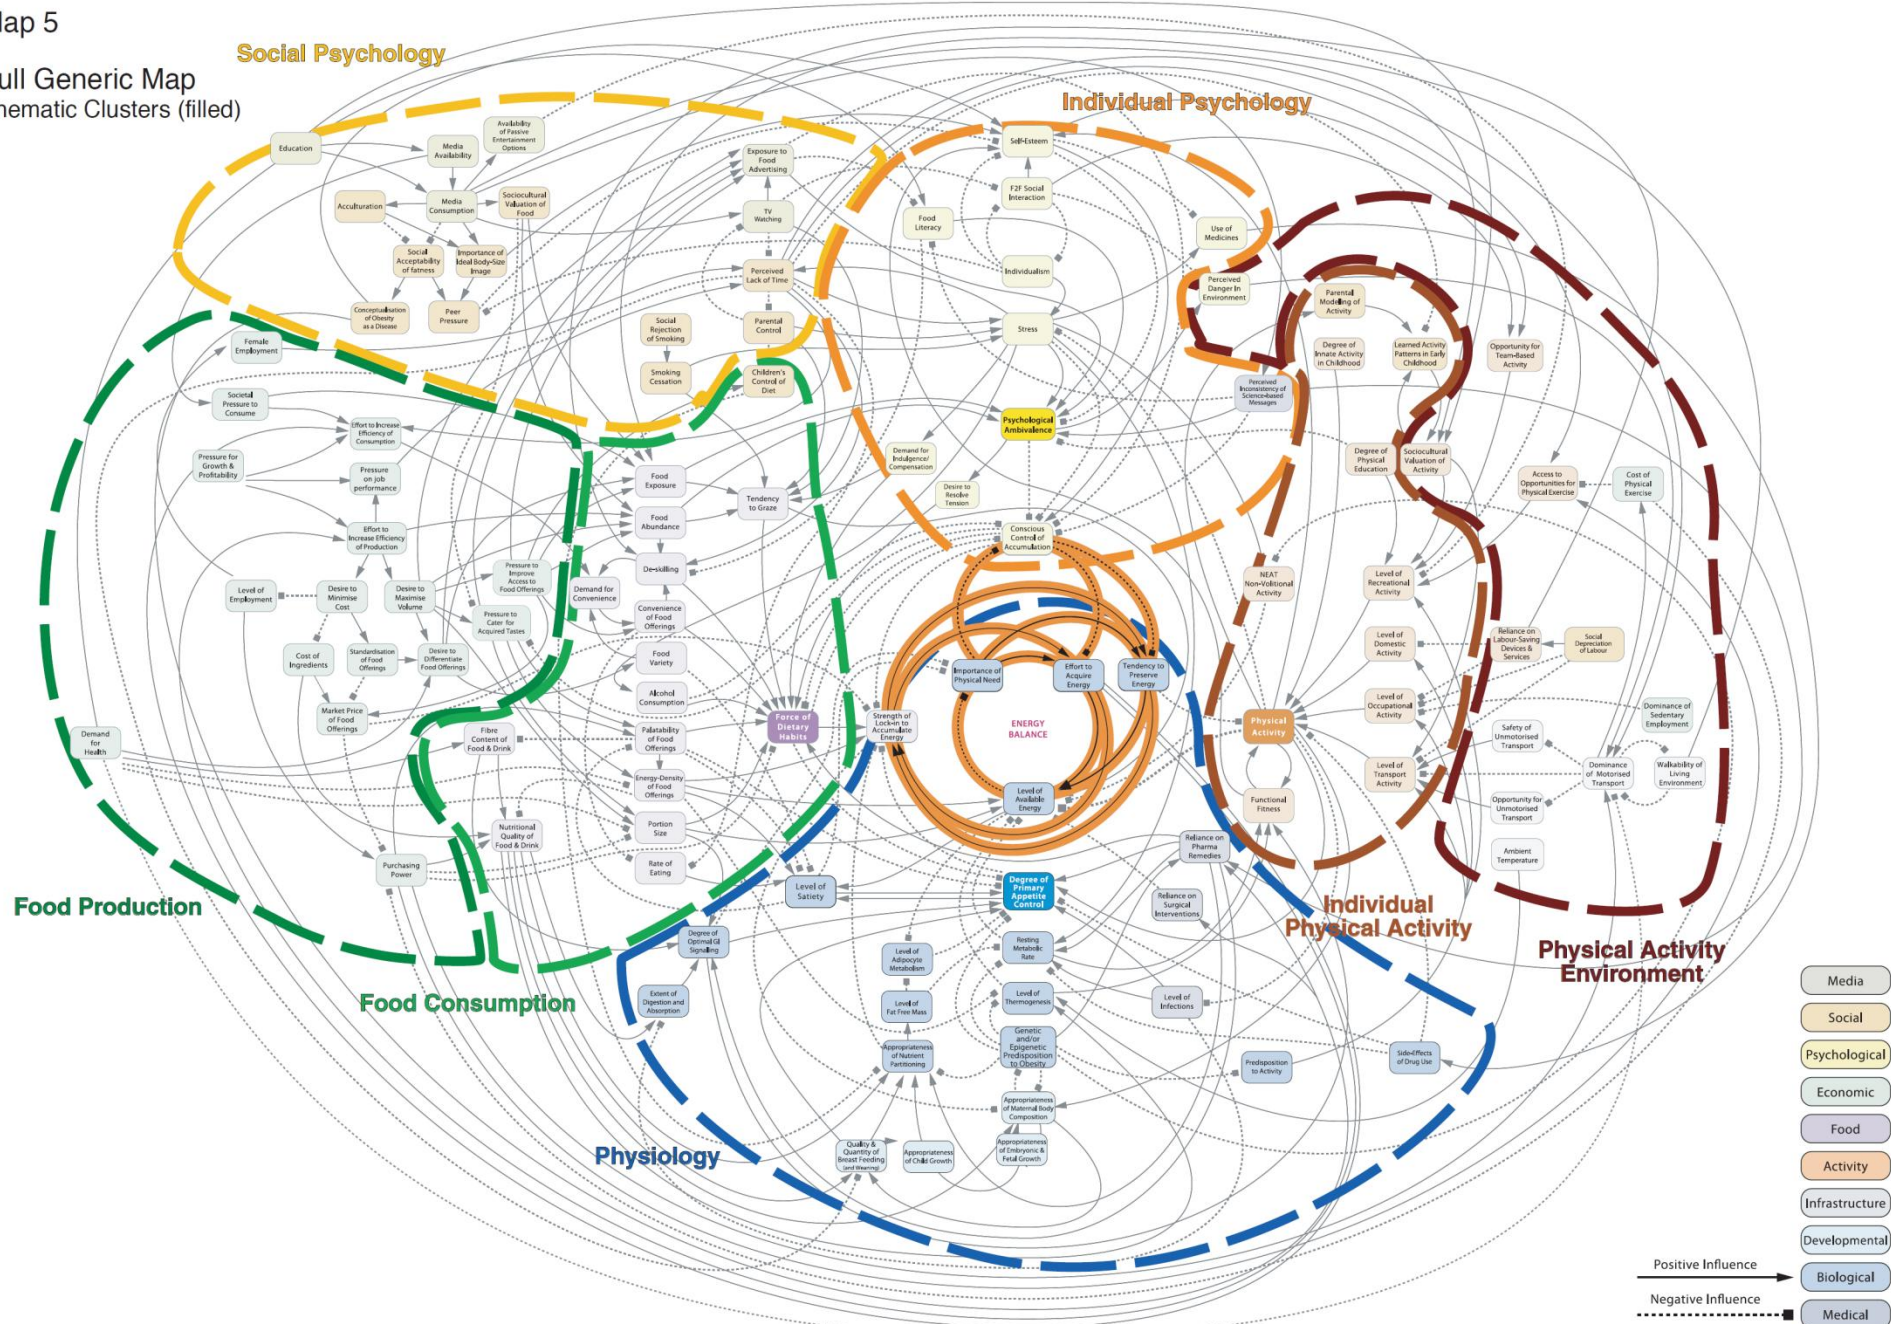 ap 5
ull Generic Map
hematic Clusters (filled)
Social Psychology
Individual Psychology
Education
Media
Availability
Availability
of Passive
Entertainment
Options
Acculturation
Media
Consumption
Sociocultural
Valuation of
Food
Social
Acceptability
of fatness
Importance of
Ideal Body-Size
Image
Conceptualisation
of Obesity
as a Disease
Peer
Pressure
Exposure to
Food
Advertising
TV
Watching
Perceived
Lack of Time
Parental
Control
Children's
Control of
Diet
Social
Rejection
of Smoking
Smoking
Cessation
Self-Esteem
F2F Social
Interaction
Food
Literacy
Individualism
Stress
Use of
Medicines
Perceived
Danger In
Environment
Perceived
Inconsistency of
Science-based
Messages
Psychological
Ambivalence
Demand for
Indulgence/
Compensation
Desire to
Resolve
Tension
Conscious
Control of
Accumulation
Parental
Modelling of
Activity
Degree of
Innate Activity
in Childhood
Learned Activity
Patterns in Early
Childhood
Opportunity for
Team-Based
Activity
Degree of
Physical
Education
Sociocultural
Valuation of
Activity
Access to
Opportunities for
Physical Exercise
Cost of
Physical
Exercise
NEAT
Non-Volitional
Activity
Level of
Recreational
Activity
Level of
Domestic
Activity
Reliance on
Labour-Saving
Devices &
Services
Social
Depreciation
of Labour
Level of
Occupational
Activity
Dominance of
Sedentary
Employment
Safety of
Unmotorised
Transport
Level of
Transport
Activity
Dominance
of Motorised
Transport
Walkability of
Living
Environment
Opportunity for
Unmotorised
Transport
Ambient
Temperature
Physical
Activity
Functional
Fitness
Female
Employment
Societal
Pressure to
Consume
Effort to Increase
Efficiency of
Consumption
Pressure for
Growth &
Profitability
Pressure
on job
performance
Effort to
Increase Efficiency
of Production
Level of
Employment
Desire to
Minimise
Cost
Desire to
Maximise
Volume
Pressure to
Improve
Access to
Food Offerings
Pressure to
Cater for
Acquired Tastes
Cost of
Ingredients
Standardisation
of Food
Offerings
Desire to
Differentiate
Food Offerings
Market Price
of Food
Offerings
Demand
for
Health
Purchasing
Power
Food
Exposure
Food
Abundance
Tendency
to Graze
De-skilling
Demand for
Convenience
Convenience
of Food
Offerings
Food
Variety
Alcohol
Consumption
Fibre
Content of
Food & Drink
Palatability
of Food
Offerings
Energy-Density
of Food
Offerings
Nutritional
Quality of
Food & Drink
Portion
Size
Rate of
Eating
Force of
Dietary
Habits
Strength of
Lock-in to
Accumulate
Energy
Importance of
Physical Need
Effort to
Acquire
Energy
Tendency to
Preserve
Energy
ENERGY
BALANCE
Level of
Available
Energy
Level of
Satiety
Degree of
Primary
Appetite
Control
Reliance on
Pharma
Remedies
Reliance on
Surgical
Interventions
Degree of
Optimal GI
Signalling
Extent of
Digestion and
Absorption
Level of
Adipocyte
Metabolism
Resting
Metabolic
Rate
Level of
Fat Free Mass
Level of
Thermogenesis
Level of
Infections
Appropriateness
of Nutrient
Partitioning
Genetic
and/or
Epigenetic
Predisposition
to Obesity
Predisposition
to Activity
Side-Effects
of Drug Use
Appropriateness
of Maternal Body
Composition
Quality &
Quantity of
Breast Feeding
(and Weaning)
Appropriateness
of Child Growth
Appropriateness
of Embryonic &
Fetal Growth
Food Production
Food Consumption
Physiology
Individual
Physical Activity
Physical Activity
Environment
Media
Social
Psychological
Economic
Food
Activity
Infrastructure
Developmental
Biological
Medical
Positive Influence
Negative Influence